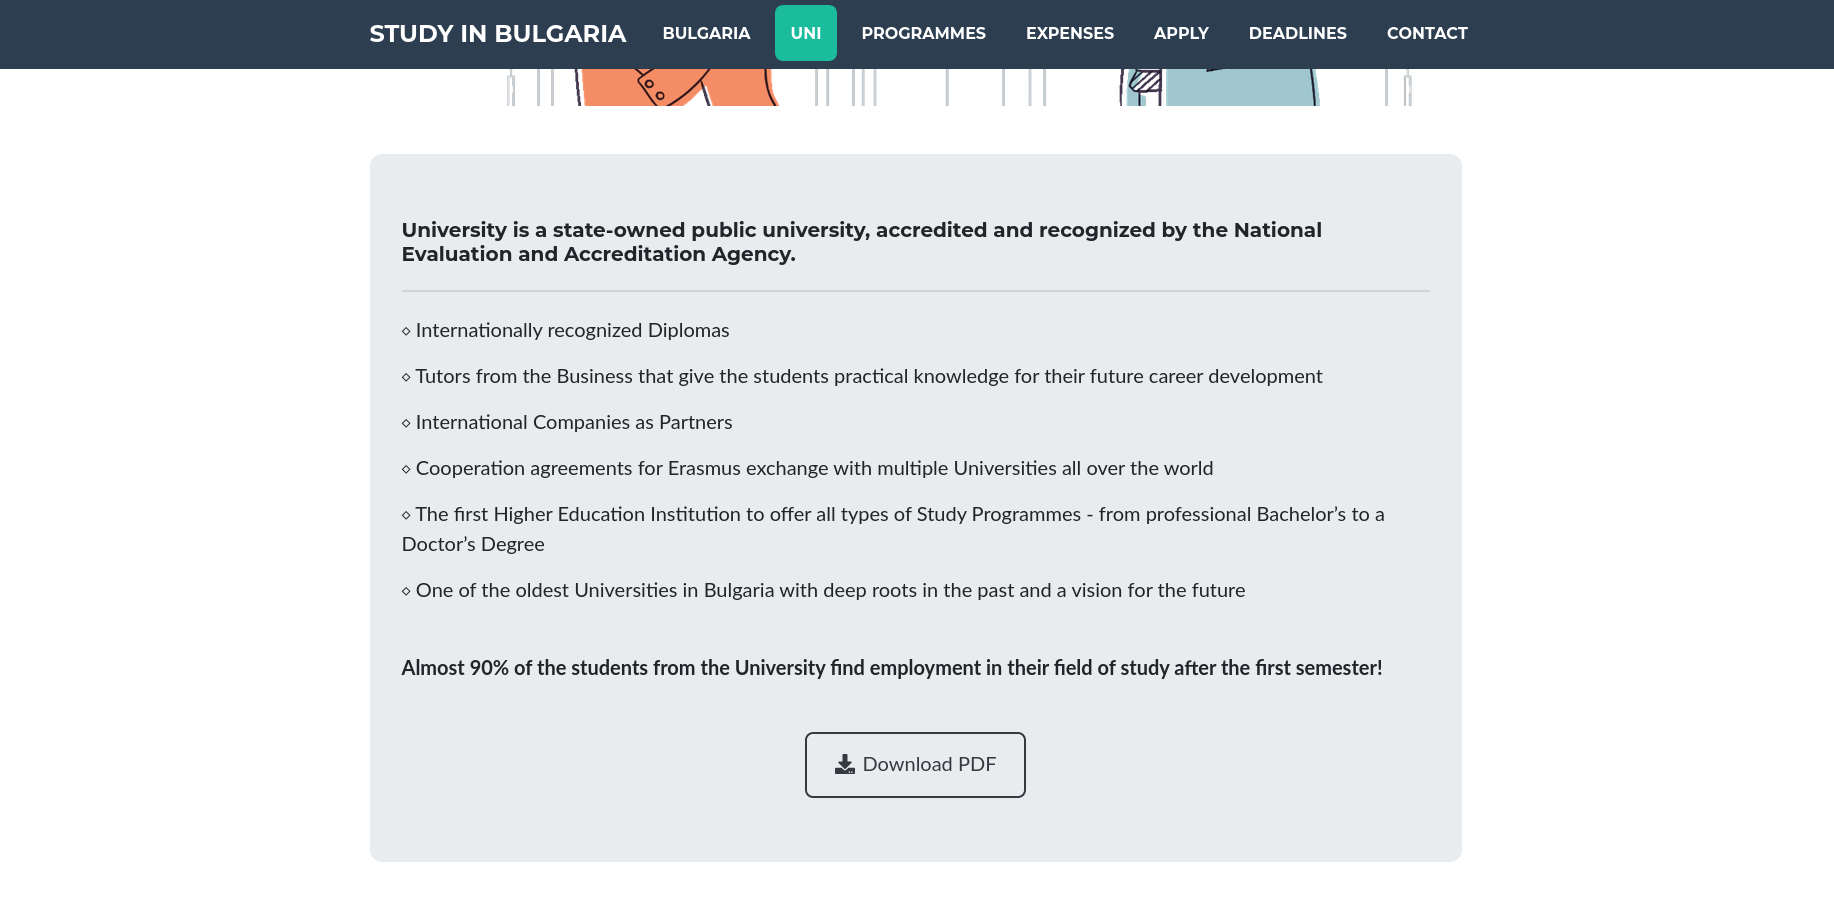 STUDY IN BULGARIA BULGARIA UNI PROGRAMMES EXPENSES APPLY DEADLINES CONTACT
University is a state-owned public university, accredited and recognized by the National
Evaluation and Accreditation Agency.
⋄ Internationally recognized Diplomas
⋄ Tutors from the Business that give the students practical knowledge for their future career development
⋄ International Companies as Partners
⋄ Cooperation agreements for Erasmus exchange with multiple Universities all over the world
⋄ The first Higher Education Institution to offer all types of Study Programmes - from professional Bachelor’s to a
Doctor’s Degree
⋄ One of the oldest Universities in Bulgaria with deep roots in the past and a vision for the future
Almost 90% of the students from the University find employment in their field of study after the first semester!
Download PDF